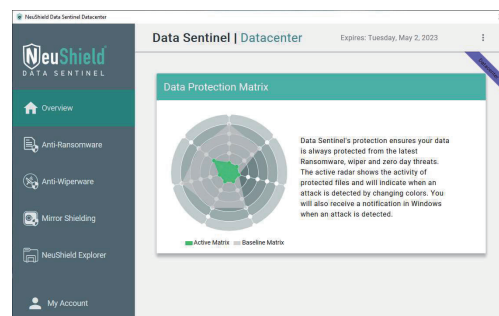 NeuShield Data Sentinel Datacenter
NeuShield
DATA SENTINEL
Data Sentinel | Datacenter
Expires: Tuesday, May 2, 2023
Overview
Anti-Ransomware
Anti-Wiperware
Mirror Shielding
NeuShield Explorer
My Account
Data Protection Matrix
Data Sentinel's protection ensures your data
is always protected from the latest
Ransomware, wiper and zero day threats.
The active radar shows the activity of
protected files and will indicate when an
attack is detected by changing colors. You
will also receive a notification in Windows
when an attack is detected.
Active Matrix
Baseline Matrix